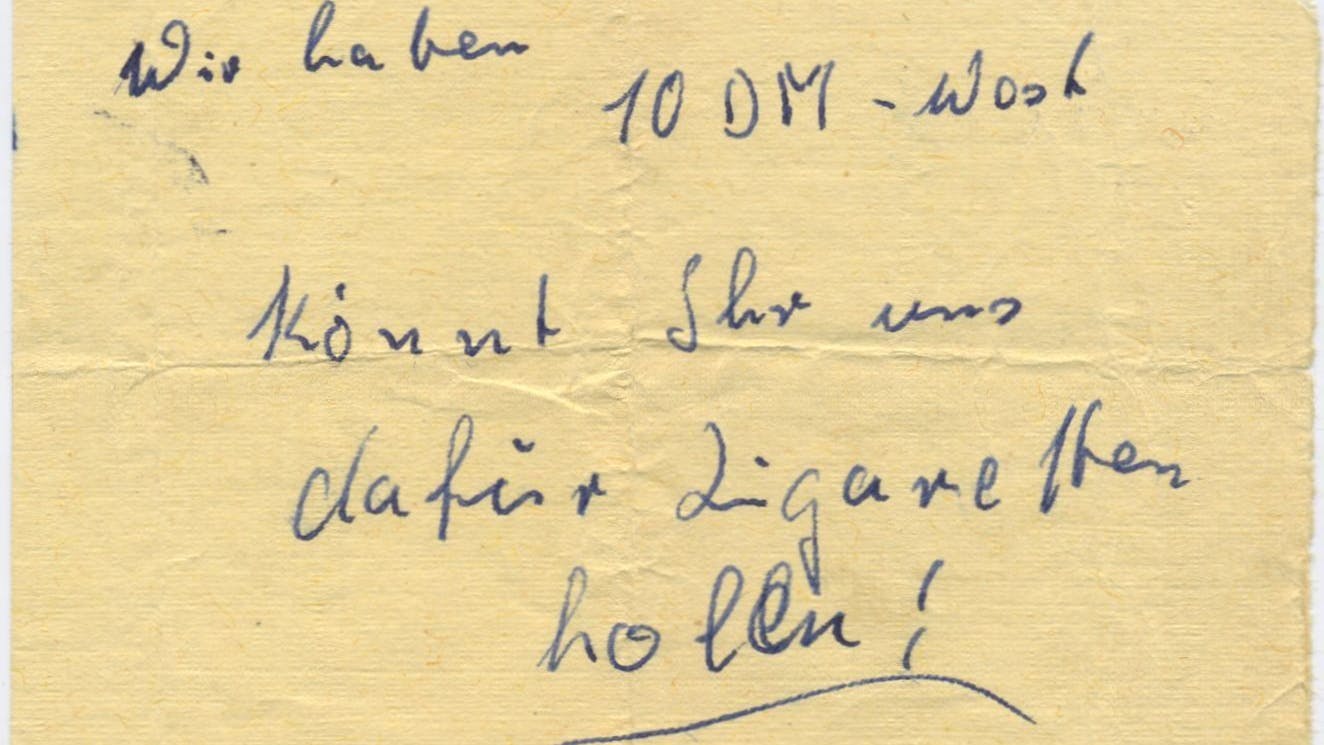 Wir haben
10 DM - West
Könnt Ihr uns
dafür Zigaretten
holen!